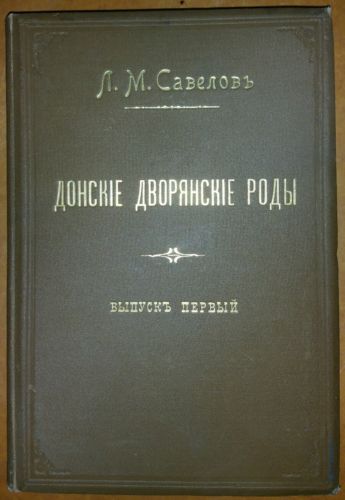 Л. М. Савеловъ
ДОНСКІЕ ДВОРЯНСКІЕ РОДЫ
ВЫПУСКЪ ПЕРВЫЙ